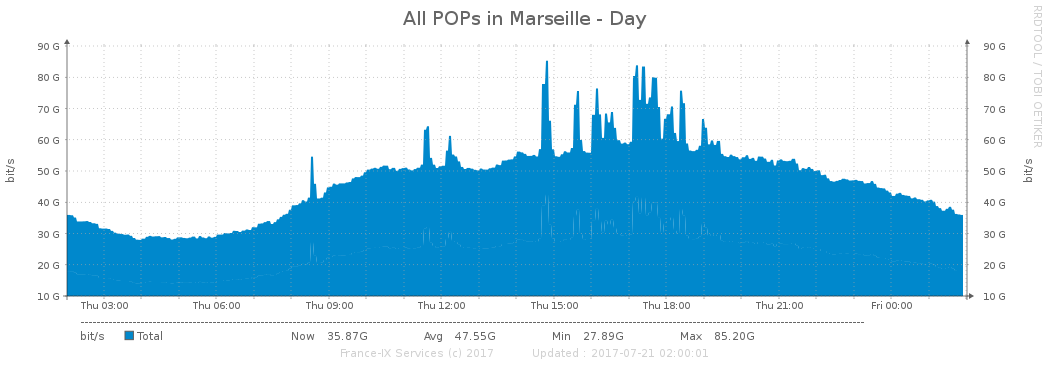 All POPs in Marseille - Day
RRDTOOL / TOBI OETIKER
bit/s
bit/s
90 G 90 G
80 G 80 G
70 G 70 G
60 G 60 G
50 G 50 G
40 G 40 G
30 G 30 G
20 G 20 G
10 G 10 G
Thu 03:00 Thu 06:00 Thu 09:00 Thu 12:00 Thu 15:00 Thu 18:00 Thu 21:00 Fri 00:00
bit/s Total Now 35.87G Avg 47.55G Min 27.89G Max 85.20G
France-IX Services (c) 2017 Updated : 2017-07-21 02:00:01